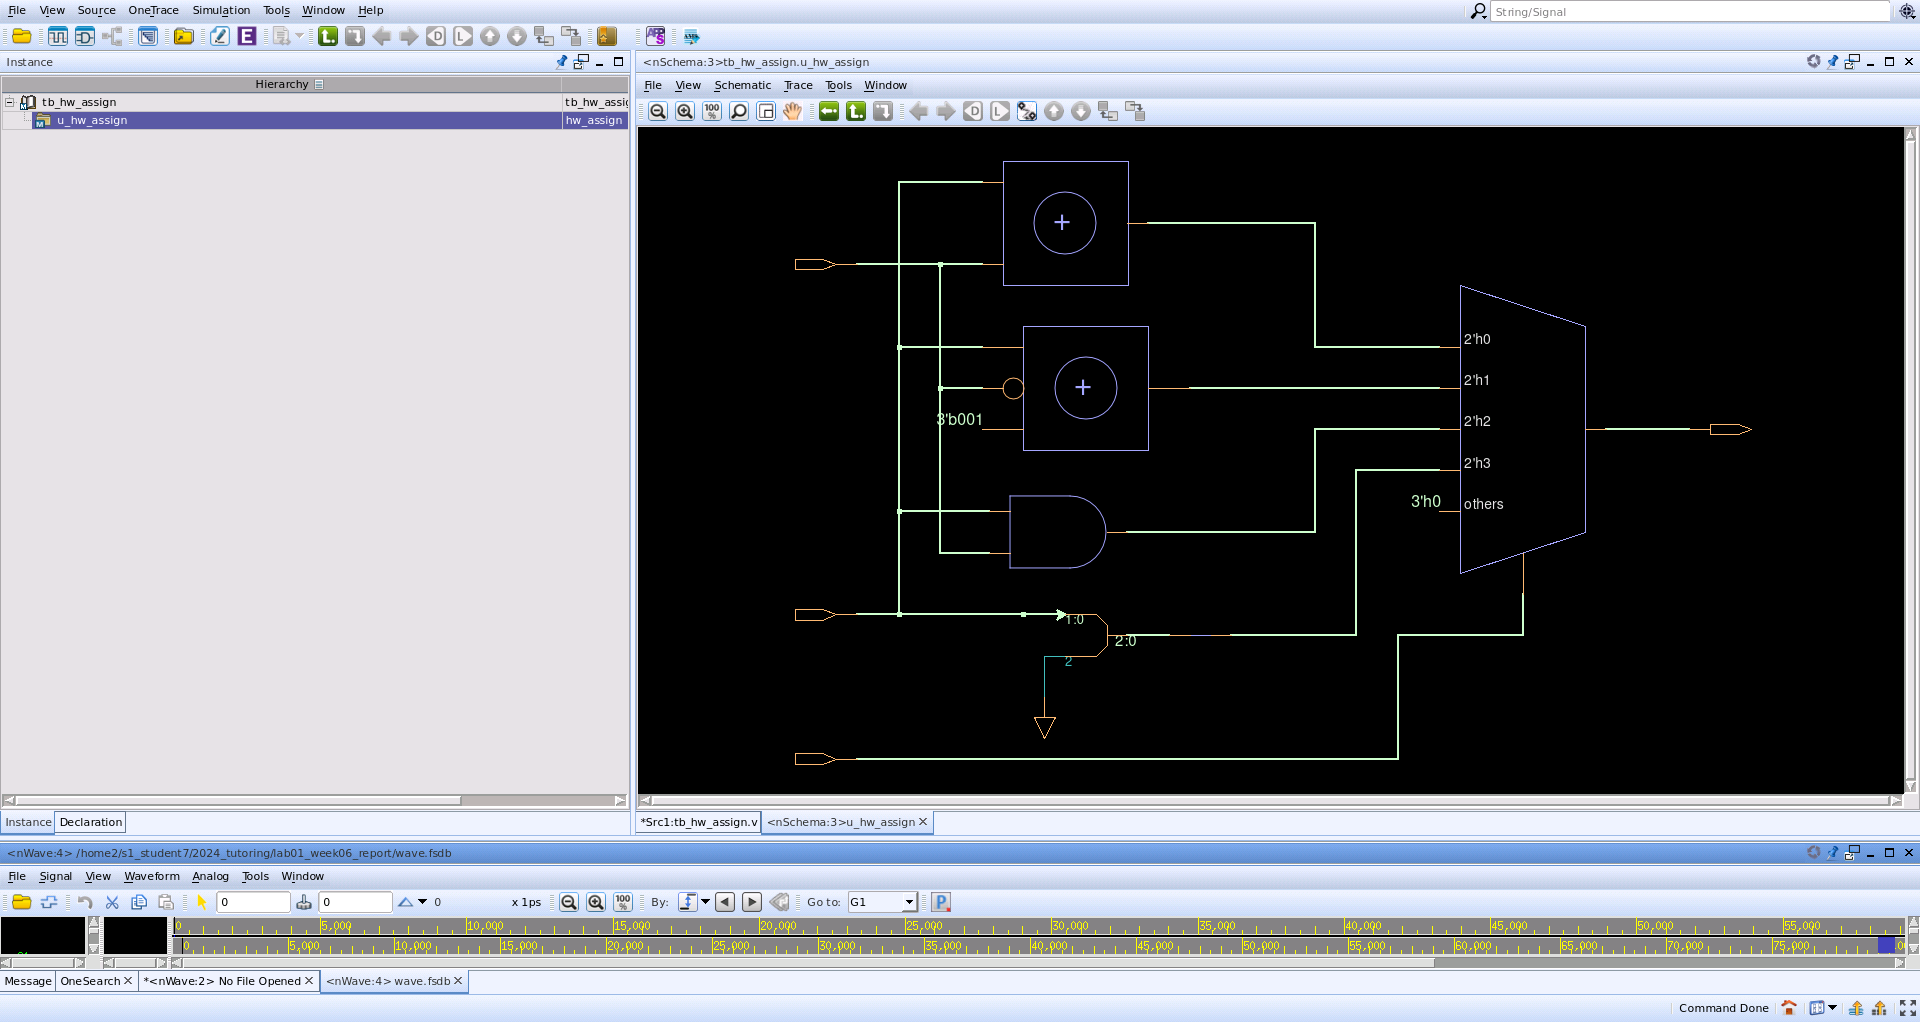 File View Source OneTrace Simulation Tools Window Help
String/Signal
Instance
Hierarchy
tb_hw_assign tb_hw_assig
u_hw_assign hw_assign
<nSchema:3>tb_hw_assign.u_hw_assign
File View Schematic Trace Tools Window
100 %
+
+
3'b001
2'h0
2'h1
2'h2
2'h3
3'h0 others
1:0
2:0
2
Instance Declaration
*Src1:tb_hw_assign.v <nSchema:3>u_hw_assign
<nWave:4> /home2/s1_student7/2024_tutoring/lab01_week06_report/wave.fsdb
File Signal View Waveform Analog Tools Window
0 0 0 x 1ps 100 % By: Go to: G1
0 5,000 10,000 15,000 20,000 25,000 30,000 35,000 40,000 45,000 50,000 55,000
0 5,000 10,000 15,000 20,000 25,000 30,000 35,000 40,000 45,000 50,000 55,000 60,000 65,000 70,000 75,000
Message OneSearch *<nWave:2> No File Opened <nWave:4> wave.fsdb
Command Done